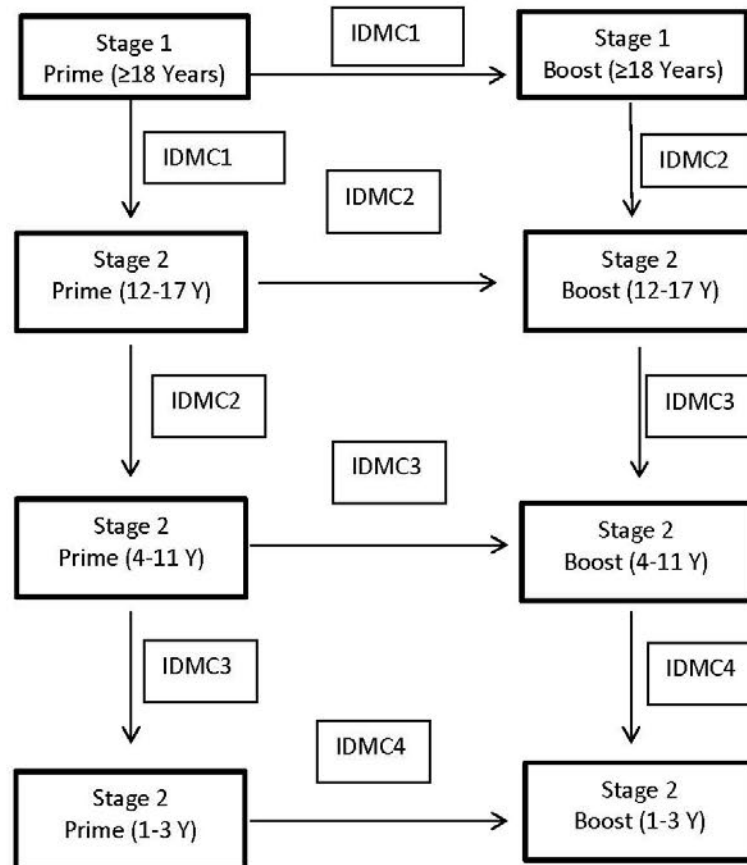 Stage 1
Prime (≥18 Years)
IDMC1
Stage 1
Boost (≥18 Years)
IDMC1
IDMC2
IDMC2
Stage 2
Prime (12-17 Y)
Stage 2
Boost (12-17 Y)
IDMC2
IDMC3
IDMC3
Stage 2
Prime (4-11 Y)
Stage 2
Boost (4-11 Y)
IDMC3
IDMC4
IDMC4
Stage 2
Prime (1-3 Y)
Stage 2
Boost (1-3 Y)